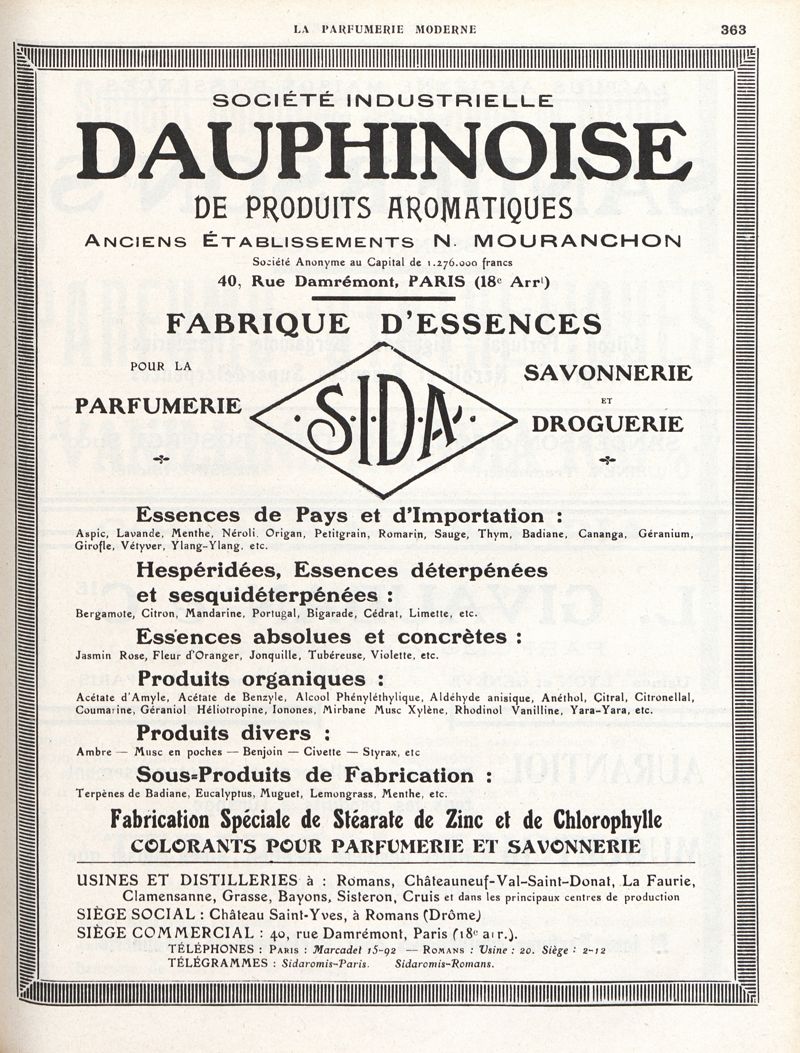 LA PARFUMERIE MODERNE 363
SOCIÉTÉ INDUSTRIELLE
DAUPHINOISE
DE PRODUITS AROMATIQUES
ANCIENS ÉTABLISSEMENTS N. MOURANCHON
Société Anonyme au Capital de 1.276.000 francs
40, Rue Damrémont, PARIS (18e Arrt)
FABRIQUE D'ESSENCES
POUR LA
PARFUMERIE
S.I.D.A.
SAVONNERIE
ET
DROGUERIE
Essences de Pays et d'Importation :
Aspic, Lavande, Menthe, Néroli, Origan, Petitgrain, Romarin, Sauge, Thym, Badiane, Cananga, Géranium,
Girofle, Vétyver, Ylang-Ylang, etc.
Hespéridées, Essences déterpénées
et sesquidéterpénées :
Bergamote, Citron, Mandarine, Portugal, Bigarade, Cédrat, Limette, etc.
Essences absolues et concrètes :
Jasmin Rose, Fleur d'Oranger, Jonquille, Tubéreuse, Violette, etc.
Produits organiques :
Acétate d'Amyle, Acétate de Benzyle, Alcool Phényléthylique, Aldéhyde anisique, Anéthol, Citral, Citronellal,
Coumarine, Géraniol Héliotropine, Ionones, Mirbane Musc Xylène, Rhodinol Vanilline, Yara-Yara, etc.
Produits divers :
Ambre — Musc en poches — Benjoin — Civette — Styrax, etc
Sous-Produits de Fabrication :
Terpènes de Badiane, Eucalyptus, Muguet, Lemongrass, Menthe, etc.
Fabrication Spéciale de Stéarate de Zinc et de Chlorophylle
COLORANTS POUR PARFUMERIE ET SAVONNERIE
USINES ET DISTILLERIES à : Romans, Châteauneuf-Val-Saint-Donat, La Faurie,
Clamensanne, Grasse, Bayons, Sisteron, Cruis et dans les principaux centres de production
SIÈGE SOCIAL : Château Saint-Yves, à Romans (Drôme)
SIÈGE COMMERCIAL : 40, rue Damrémont, Paris (18e arr.).
TÉLÉPHONES : PARIS : Marcadet 15-92 — ROMANS : Usine : 20. Siège : 2-12
TÉLÉGRAMMES : Sidaromis-Paris. Sidaromis-Romans.